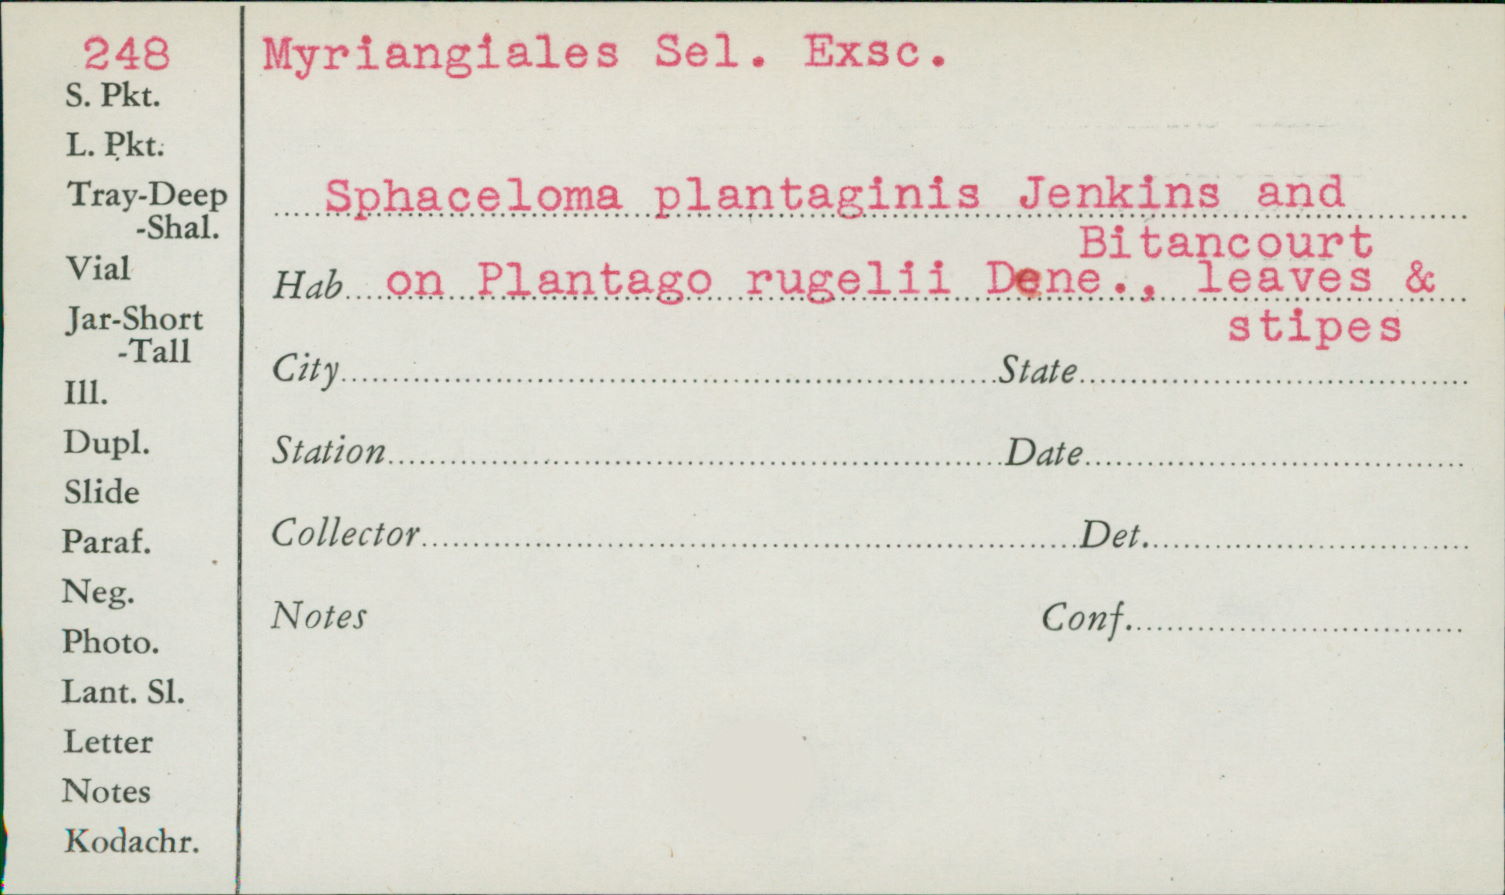 248
S. Pkt.
L. Pkt.
Tray-Deep
-Shal.
Vial
Jar-Short
-Tall
Ill.
Dupl.
Slide
Paraf.
Neg.
Photo.
Lant. Sl.
Letter
Notes
Kodachr.
Myriangiales Sel. Exsc.
Sphaceloma plantaginis Jenkins and
Bitancourt
Hab. on Plantago rugelii Dene., leaves &
stipes
City State
Station Date
Collector Det.
Notes Conf.